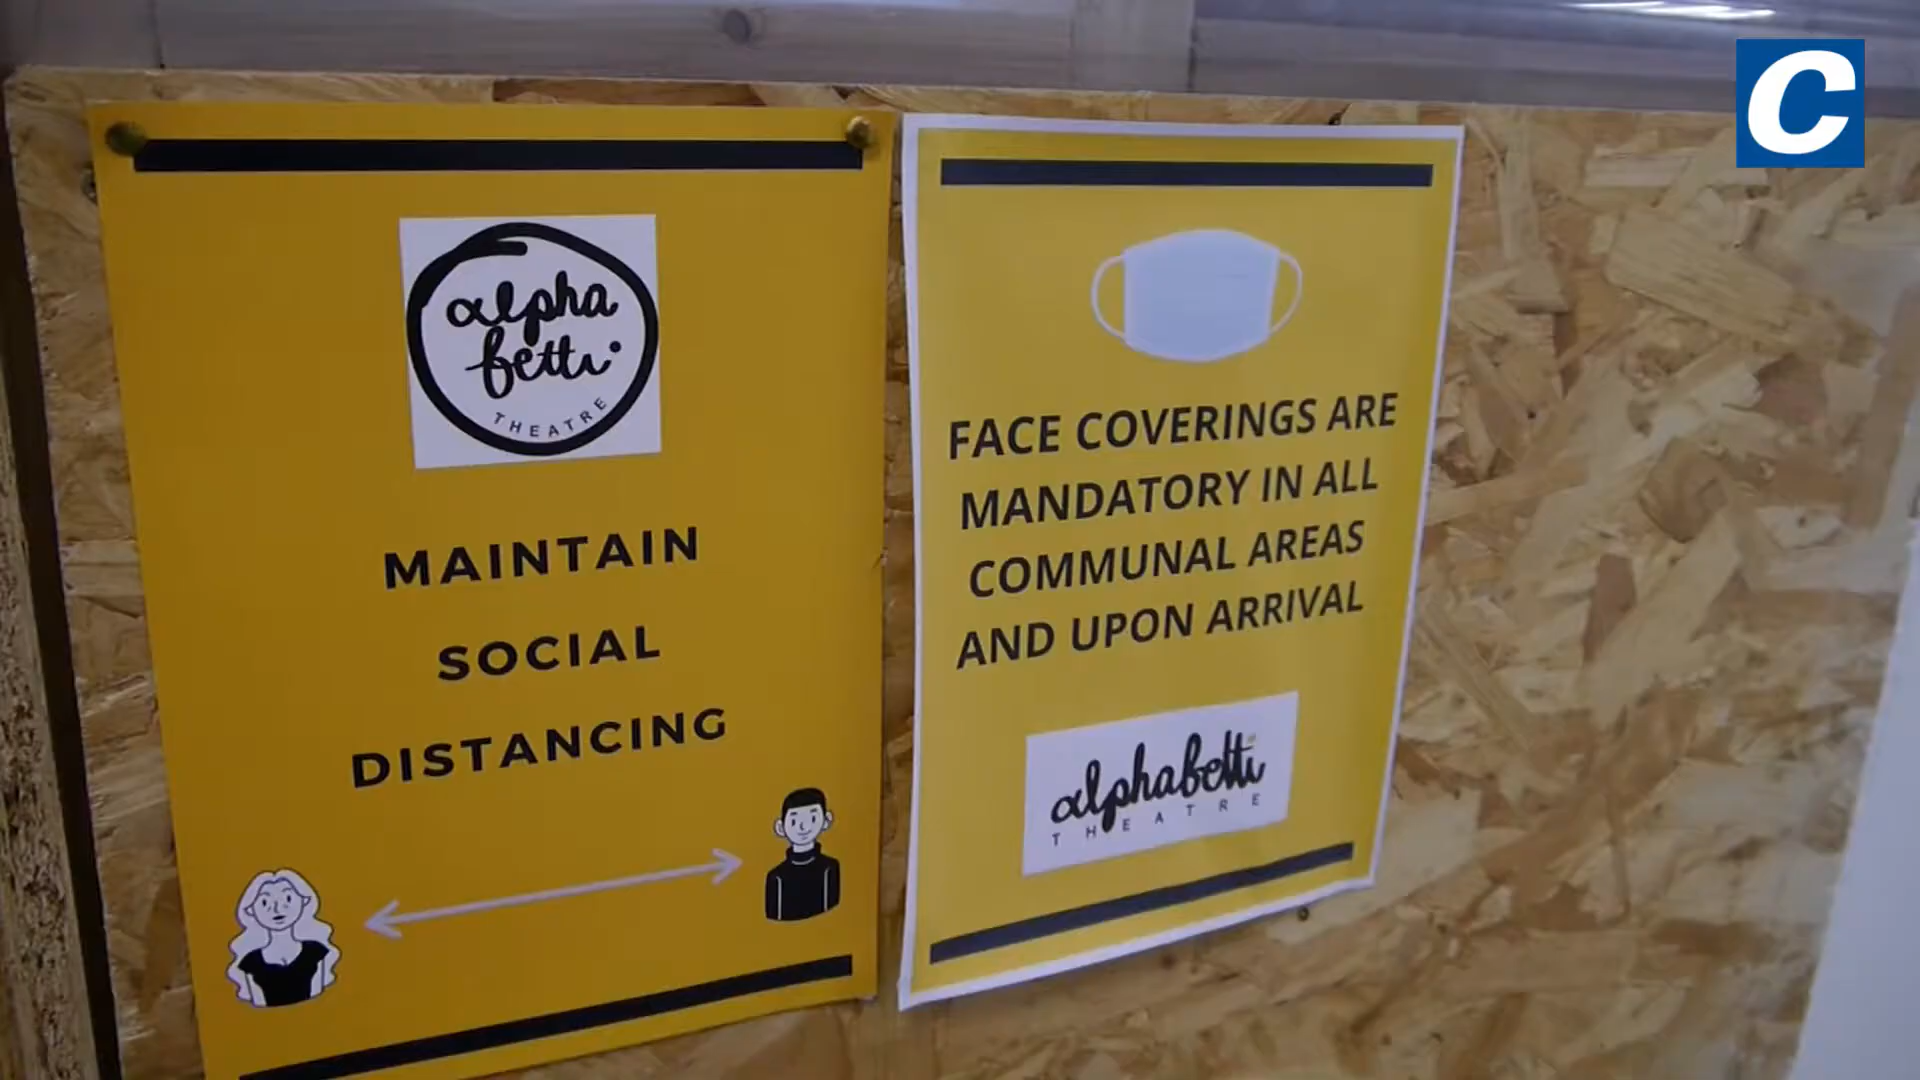 alpha
betti
THEATRE
MAINTAIN
SOCIAL
DISTANCING
FACE COVERINGS ARE
MANDATORY IN ALL
COMMUNAL AREAS
AND UPON ARRIVAL
alphabetti
THEATRE
C